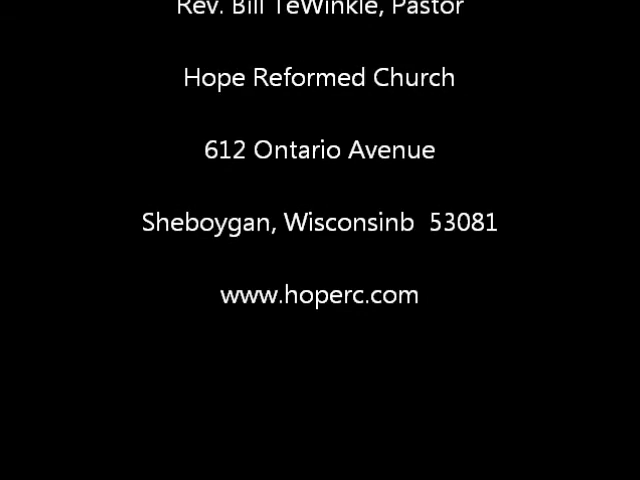 Rev. Bill TeWinkle, Pastor
Hope Reformed Church
612 Ontario Avenue
Sheboygan, Wisconsinb  53081
www.hoperc.com